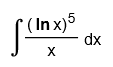 ∫ (ln x)⁵ / x dx